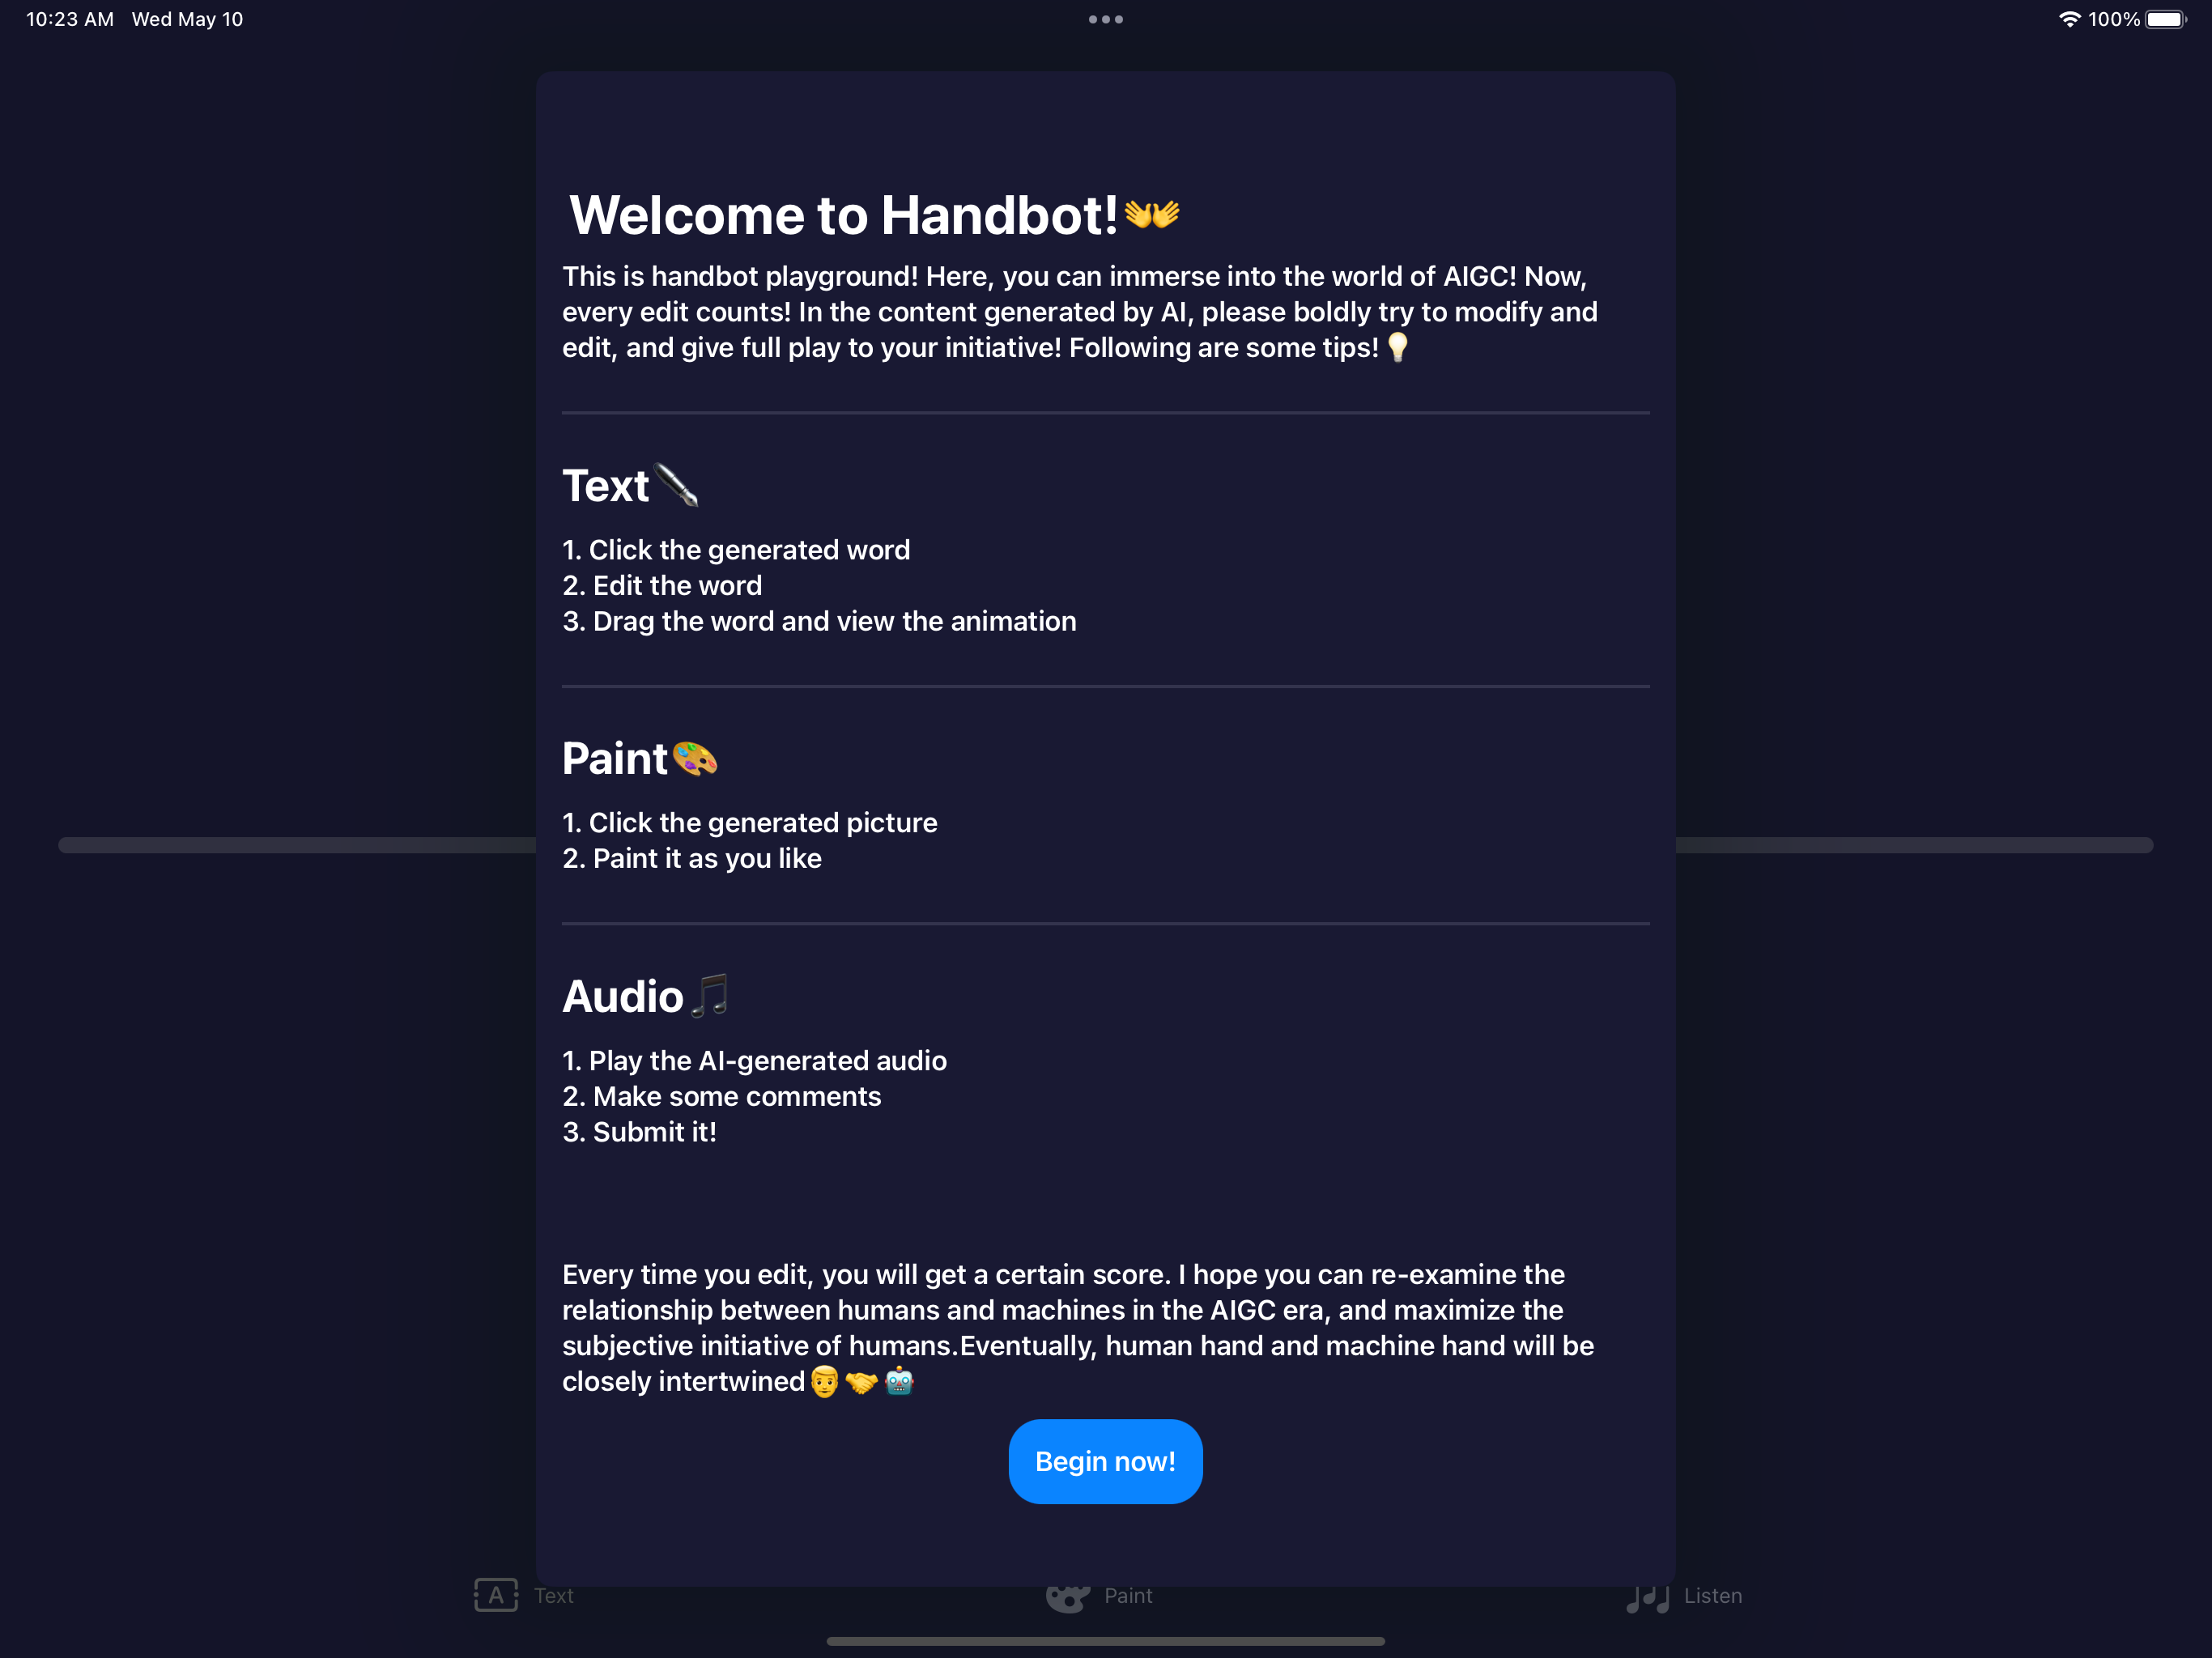 10:23 AM Wed May 10
100%
Welcome to Handbot!👐
This is handbot playground! Here, you can immerse into the world of AIGC! Now,
every edit counts! In the content generated by AI, please boldly try to modify and
edit, and give full play to your initiative! Following are some tips!💡
Text🖋️
1. Click the generated word
2. Edit the word
3. Drag the word and view the animation
Paint🎨
1. Click the generated picture
2. Paint it as you like
Audio🎵
1. Play the AI-generated audio
2. Make some comments
3. Submit it!
Every time you edit, you will get a certain score. I hope you can re-examine the
relationship between humans and machines in the AIGC era, and maximize the
subjective initiative of humans.Eventually, human hand and machine hand will be
closely intertwined👨🤝🤖
Begin now!
A Text
Paint
Listen